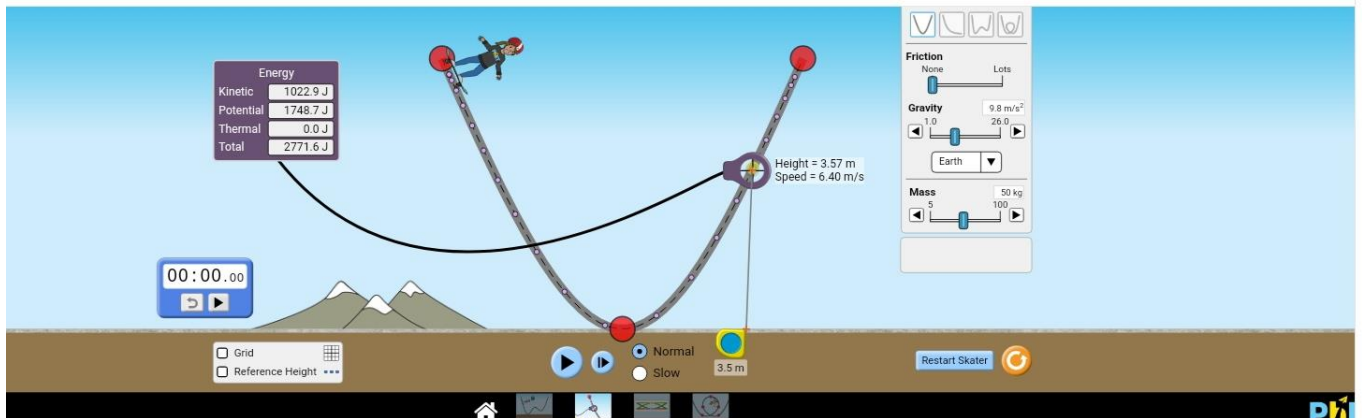 Energy
Kinetic 1022.9 J
Potential 1748.7 J
Thermal 0.0 J
Total 2771.6 J
Height = 3.57 m
Speed = 6.40 m/s
Friction
None Lots
Gravity 9.8 m/s²
1.0 26.0
Earth
Mass 50 kg
5 100
00:00.00
Grid
Reference Height
Normal
Slow
3.5 m
Restart Skater